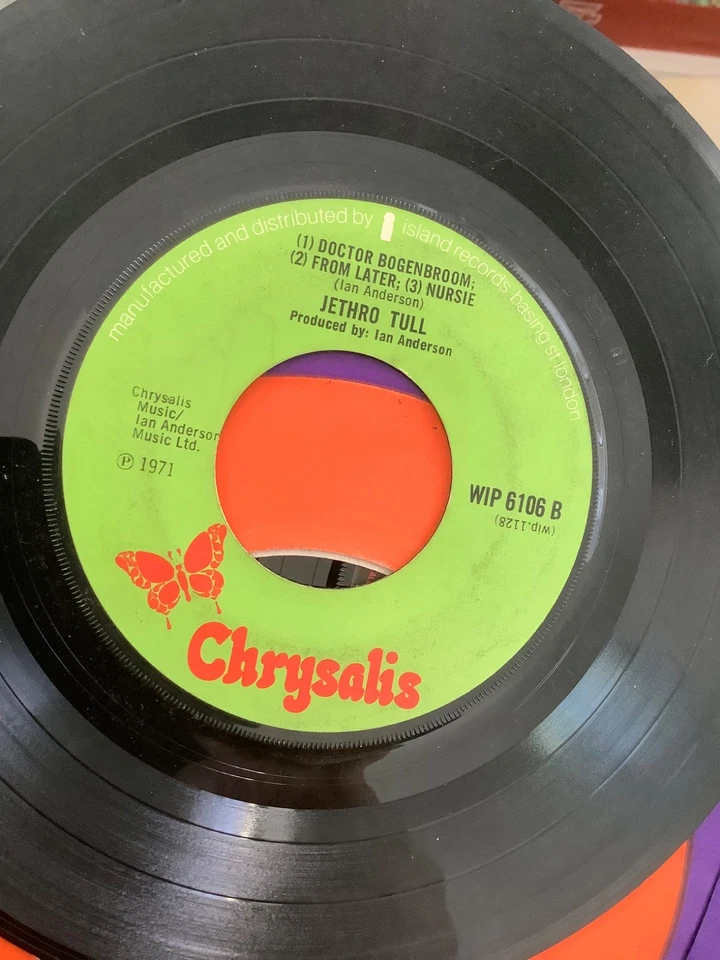 manufactured and distributed by i island records basing st london
(1) DOCTOR BOGENBROOM;
(2) FROM LATER; (3) NURSIE
(Ian Anderson)
JETHRO TULL
Produced by: Ian Anderson
Chrysalis
Music/
Ian Anderson
Music Ltd.
Ⓟ 1971
WIP 6106 B
(wip.1128)
Chrysalis